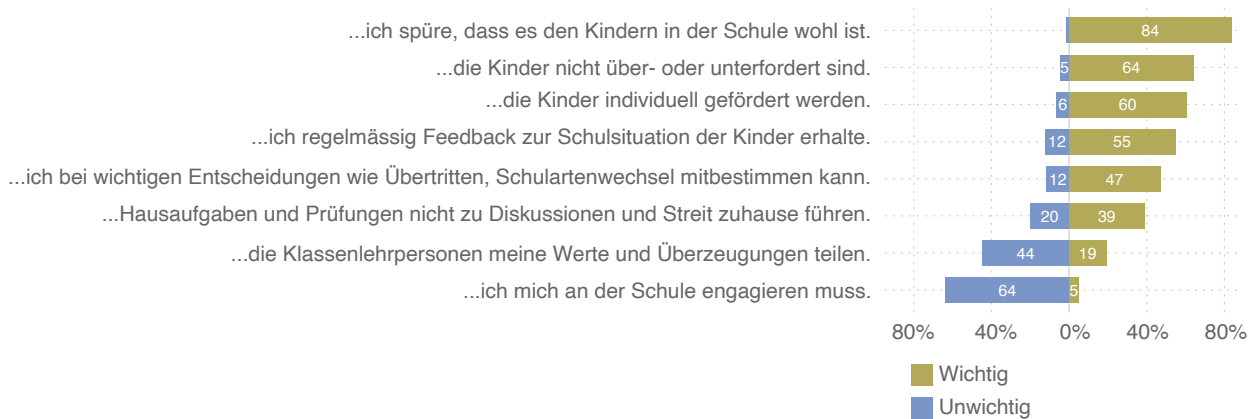 ...ich spüre, dass es den Kindern in der Schule wohl ist.
84
...die Kinder nicht über- oder unterfordert sind.
5
64
...die Kinder individuell gefördert werden.
6
60
...ich regelmässig Feedback zur Schulsituation der Kinder erhalte.
12
55
...ich bei wichtigen Entscheidungen wie Übertritten, Schulartenwechsel mitbestimmen kann.
12
47
...Hausaufgaben und Prüfungen nicht zu Diskussionen und Streit zuhause führen.
20
39
...die Klassenlehrpersonen meine Werte und Überzeugungen teilen.
44
19
...ich mich an der Schule engagieren muss.
64
5
80% 40% 0% 40% 80%
Wichtig
Unwichtig